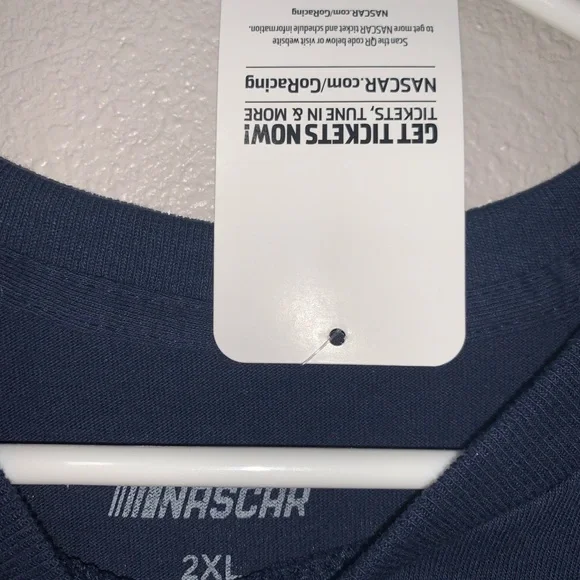 GET TICKETS NOW!
TICKETS, TUNE IN & MORE
NASCAR.com/GoRacing
Scan the QR code below or visit website
to get more NASCAR ticket and schedule information.
NASCAR.com/GoRacing
NASCAR
2XL